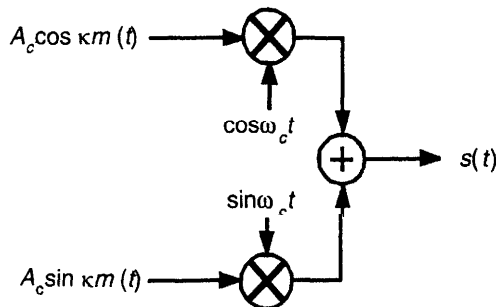 A_c cos κm (t)
cosω_c t
s(t)
sinω_c t
A_c sin κm (t)